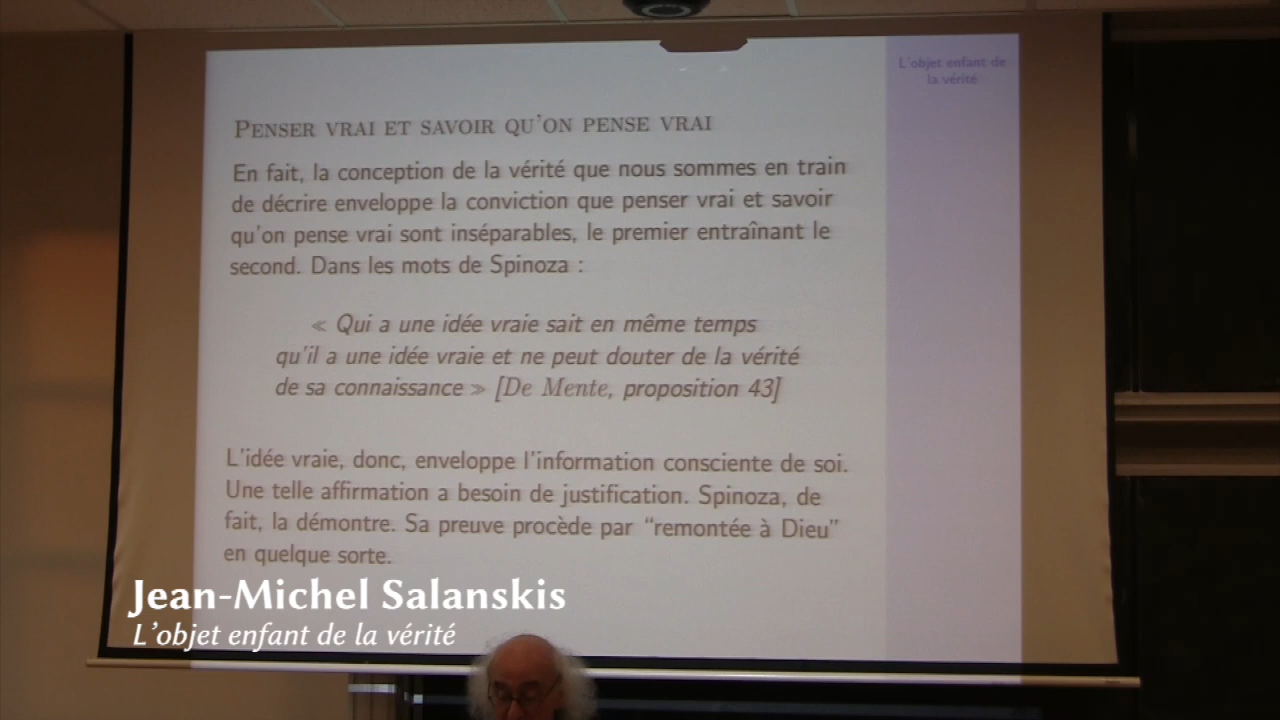 L'objet enfant de
la vérité
PENSER VRAI ET SAVOIR QU'ON PENSE VRAI
En fait, la conception de la vérité que nous sommes en train
de décrire enveloppe la conviction que penser vrai et savoir
qu'on pense vrai sont inséparables, le premier entraînant le
second. Dans les mots de Spinoza :
« Qui a une idée vraie sait en même temps
qu'il a une idée vraie et ne peut douter de la vérité
de sa connaissance » [De Mente, proposition 43]
L'idée vraie, donc, enveloppe l'information consciente de soi.
Une telle affirmation a besoin de justification. Spinoza, de
fait, la démontre. Sa preuve procède par “remontée à Dieu”
en quelque sorte.
Jean-Michel Salanskis
L'objet enfant de la vérité